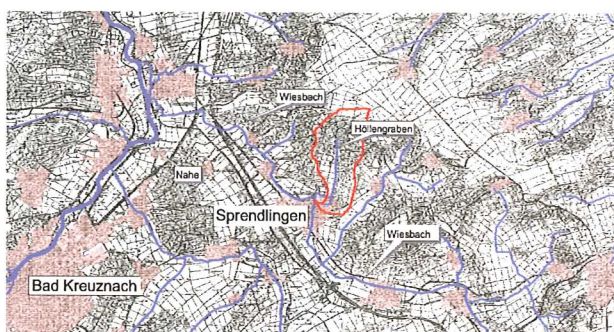 Wiesbach
Höllengraben
Nahe
Sprendlingen
Wiesbach
Bad Kreuznach